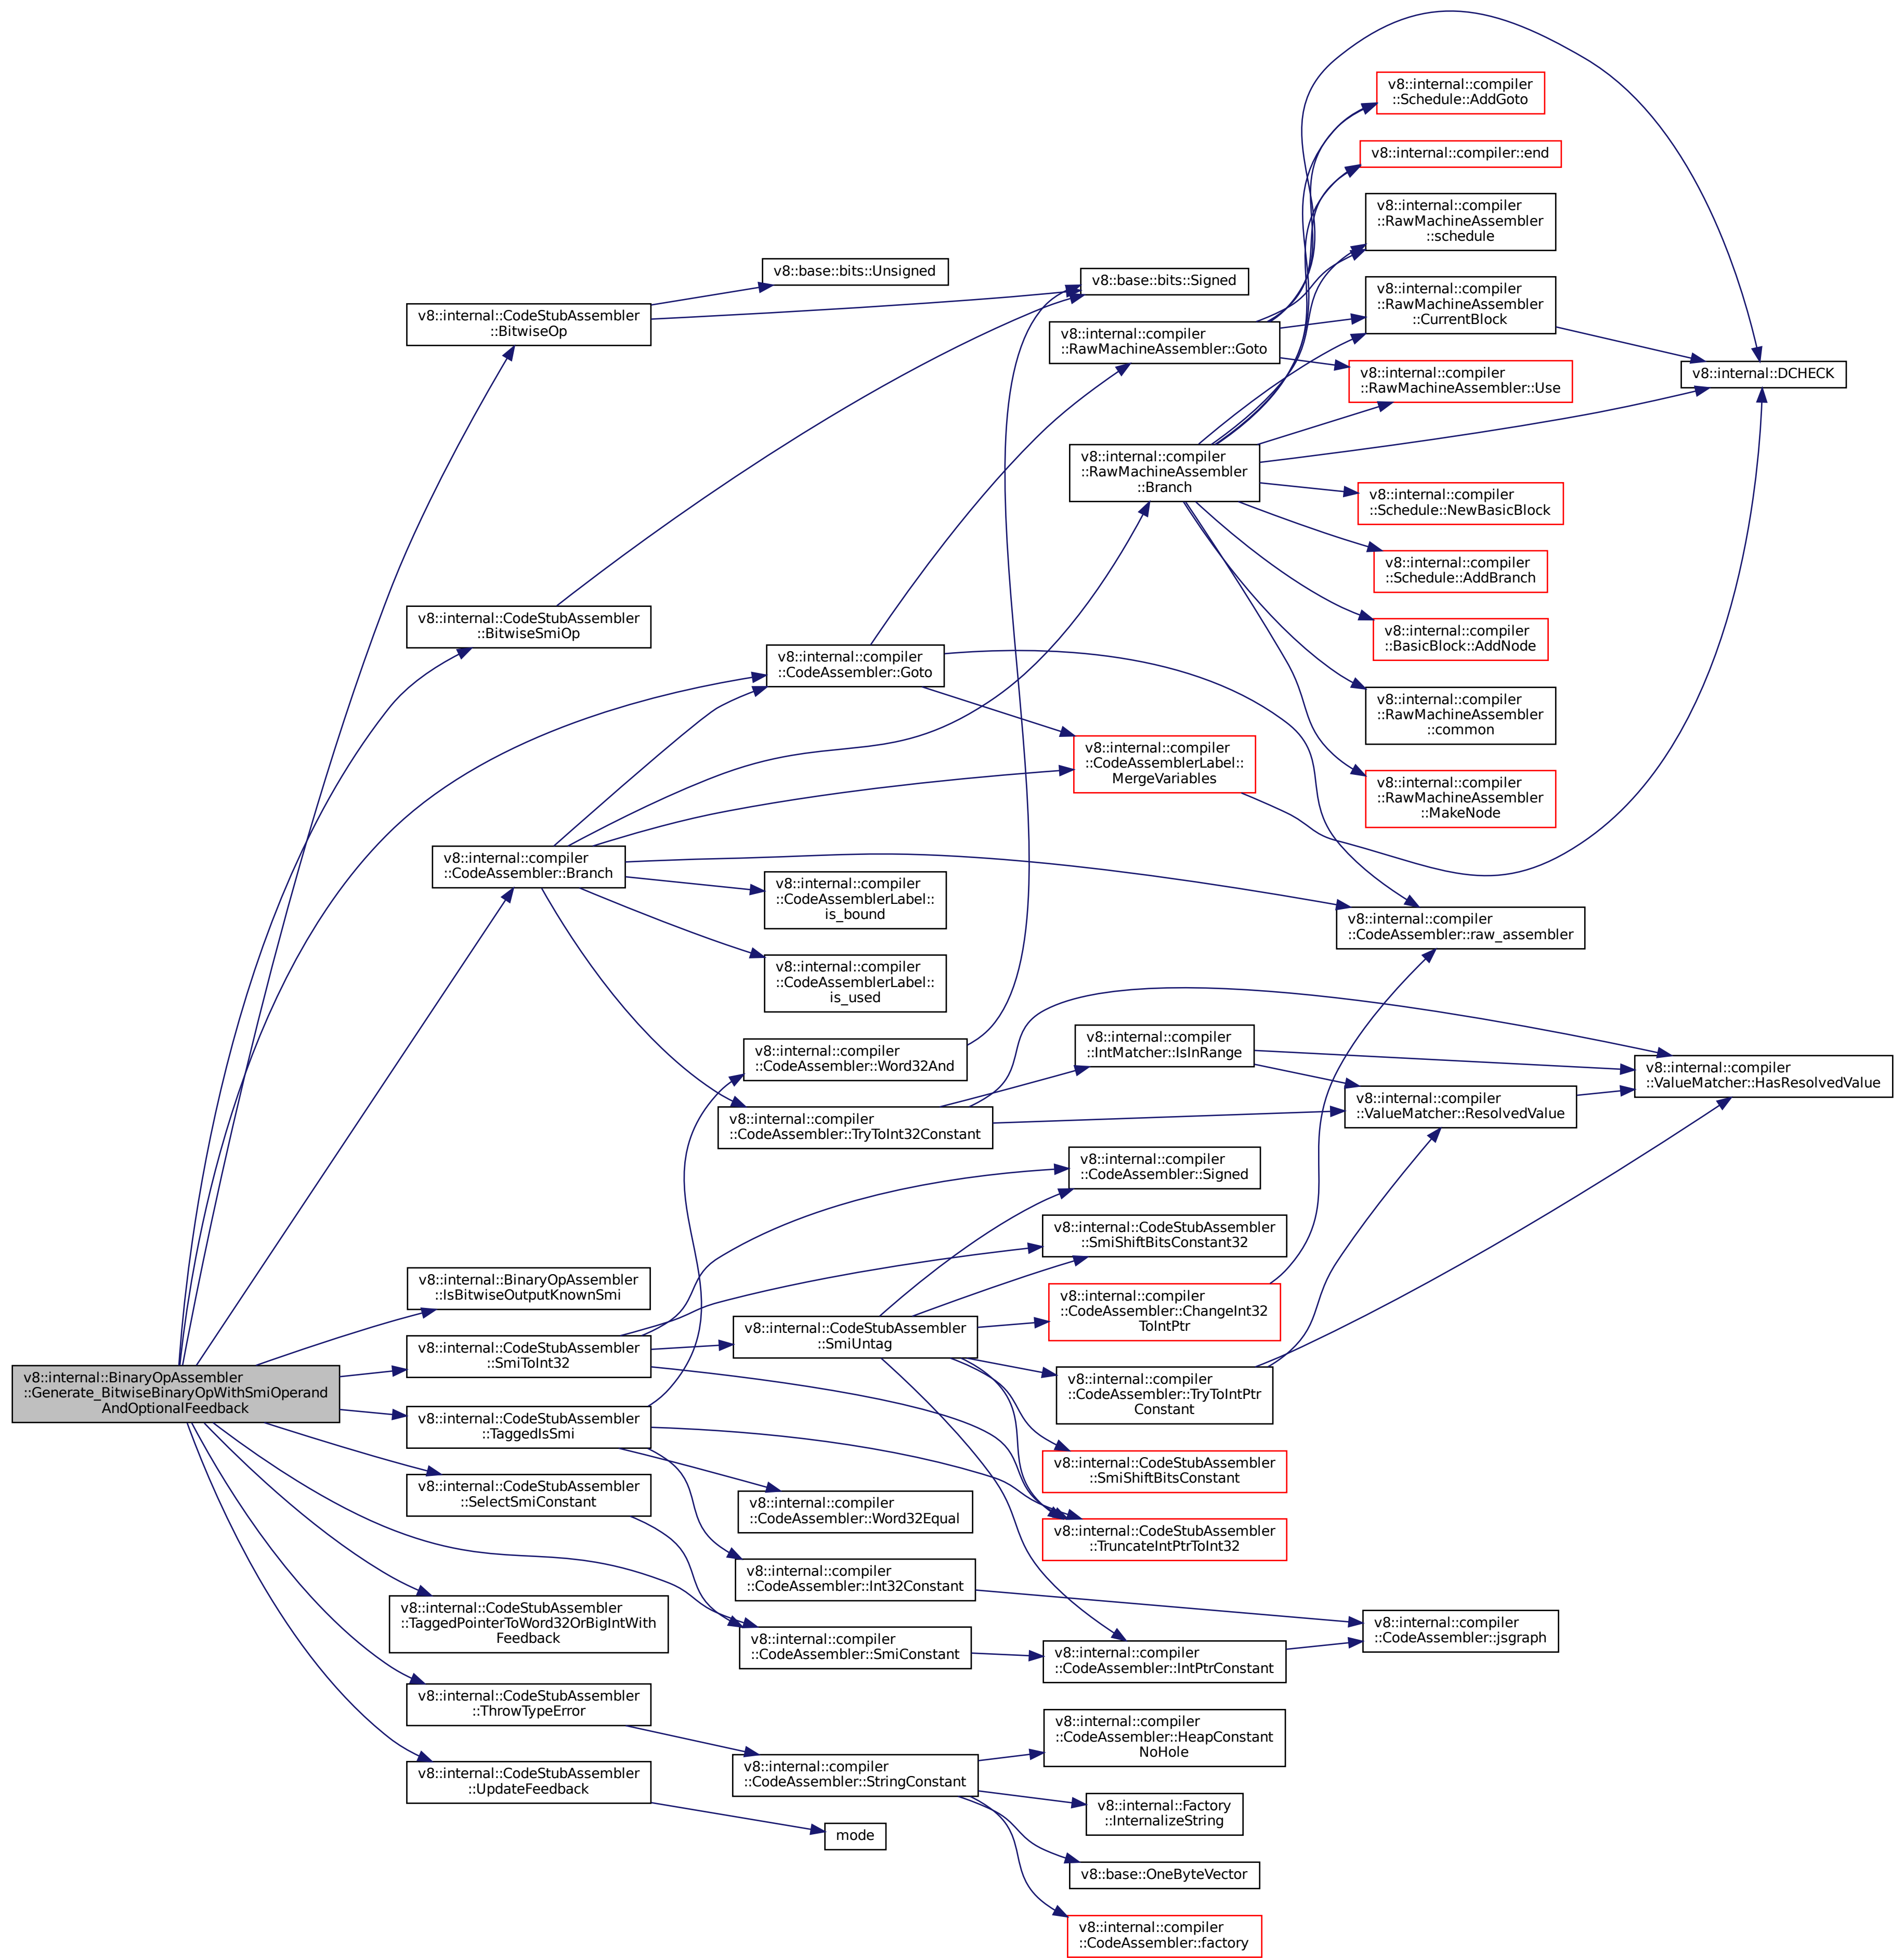 v8::internal::BinaryOpAssembler
::Generate_BitwiseBinaryOpWithSmiOperand
AndOptionalFeedback
v8::internal::CodeStubAssembler
::BitwiseOp
v8::internal::CodeStubAssembler
::BitwiseSmiOp
v8::internal::compiler
::CodeAssembler::Branch
v8::internal::BinaryOpAssembler
::IsBitwiseOutputKnownSmi
v8::internal::CodeStubAssembler
::SmiToInt32
v8::internal::CodeStubAssembler
::TaggedIsSmi
v8::internal::CodeStubAssembler
::SelectSmiConstant
v8::internal::CodeStubAssembler
::TaggedPointerToWord32OrBigIntWith
Feedback
v8::internal::CodeStubAssembler
::ThrowTypeError
v8::internal::CodeStubAssembler
::UpdateFeedback
v8::base::bits::Unsigned
v8::internal::compiler
::CodeAssembler::Goto
v8::internal::compiler
::CodeAssemblerLabel::
is_bound
v8::internal::compiler
::CodeAssemblerLabel::
is_used
v8::internal::compiler
::CodeAssembler::Word32And
v8::internal::compiler
::CodeAssembler::TryToInt32Constant
v8::internal::CodeStubAssembler
::SmiUntag
v8::internal::compiler
::CodeAssembler::Word32Equal
v8::internal::compiler
::CodeAssembler::Int32Constant
v8::internal::compiler
::CodeAssembler::SmiConstant
v8::internal::compiler
::CodeAssembler::StringConstant
mode
v8::base::bits::Signed
v8::internal::compiler
::RawMachineAssembler::Goto
v8::internal::compiler
::RawMachineAssembler
::Branch
v8::internal::compiler
::CodeAssemblerLabel::
MergeVariables
v8::internal::compiler
::IntMatcher::IsInRange
v8::internal::compiler
::CodeAssembler::Signed
v8::internal::CodeStubAssembler
::SmiShiftBitsConstant32
v8::internal::compiler
::CodeAssembler::ChangeInt32
ToIntPtr
v8::internal::compiler
::CodeAssembler::TryToIntPtr
Constant
v8::internal::CodeStubAssembler
::SmiShiftBitsConstant
v8::internal::CodeStubAssembler
::TruncateIntPtrToInt32
v8::internal::compiler
::CodeAssembler::IntPtrConstant
v8::internal::compiler
::CodeAssembler::HeapConstant
NoHole
v8::internal::Factory
::InternalizeString
v8::base::OneByteVector
v8::internal::compiler
::CodeAssembler::factory
v8::internal::compiler
::Schedule::AddGoto
v8::internal::compiler::end
v8::internal::compiler
::RawMachineAssembler
::schedule
v8::internal::compiler
::RawMachineAssembler
::CurrentBlock
v8::internal::compiler
::RawMachineAssembler::Use
v8::internal::compiler
::Schedule::NewBasicBlock
v8::internal::compiler
::Schedule::AddBranch
v8::internal::compiler
::BasicBlock::AddNode
v8::internal::compiler
::RawMachineAssembler
::common
v8::internal::compiler
::RawMachineAssembler
::MakeNode
v8::internal::compiler
::CodeAssembler::raw_assembler
v8::internal::compiler
::ValueMatcher::ResolvedValue
v8::internal::compiler
::CodeAssembler::jsgraph
v8::internal::DCHECK
v8::internal::compiler
::ValueMatcher::HasResolvedValue